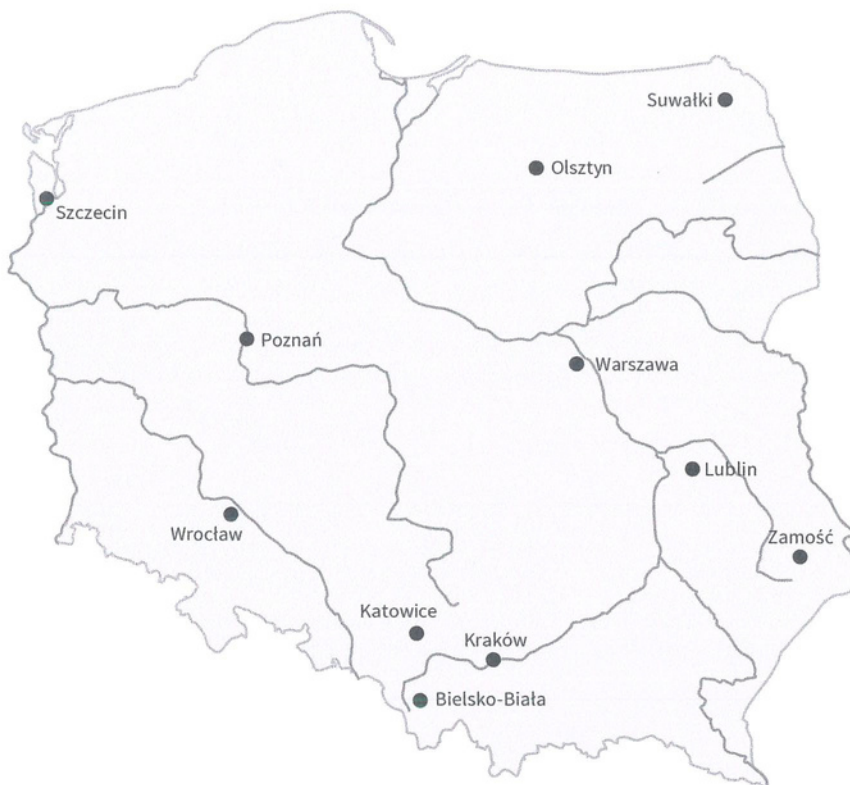 Suwałki
Olsztyn
Szczecin
Poznań
Warszawa
Lublin
Wrocław
Zamość
Katowice
Kraków
Bielsko-Biała